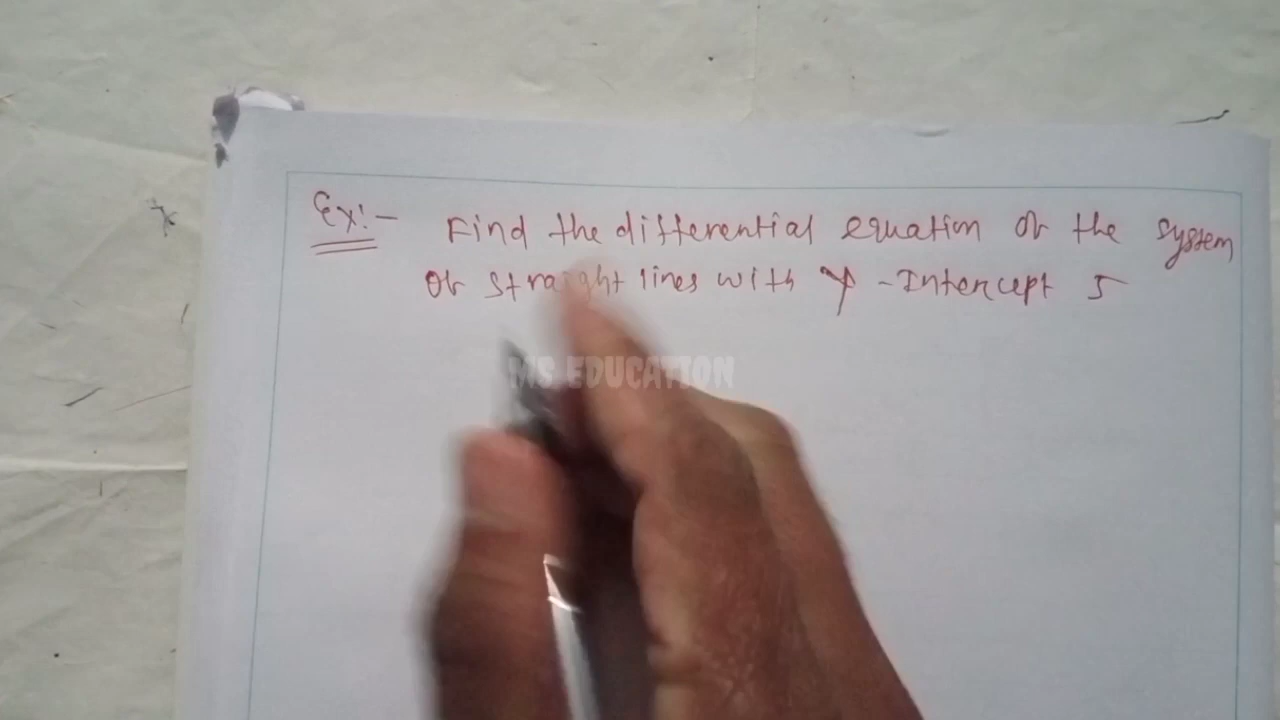 Ex:- Find the differential equation of the system
of straight lines with Y-Intercept 5
MS EDUCATION